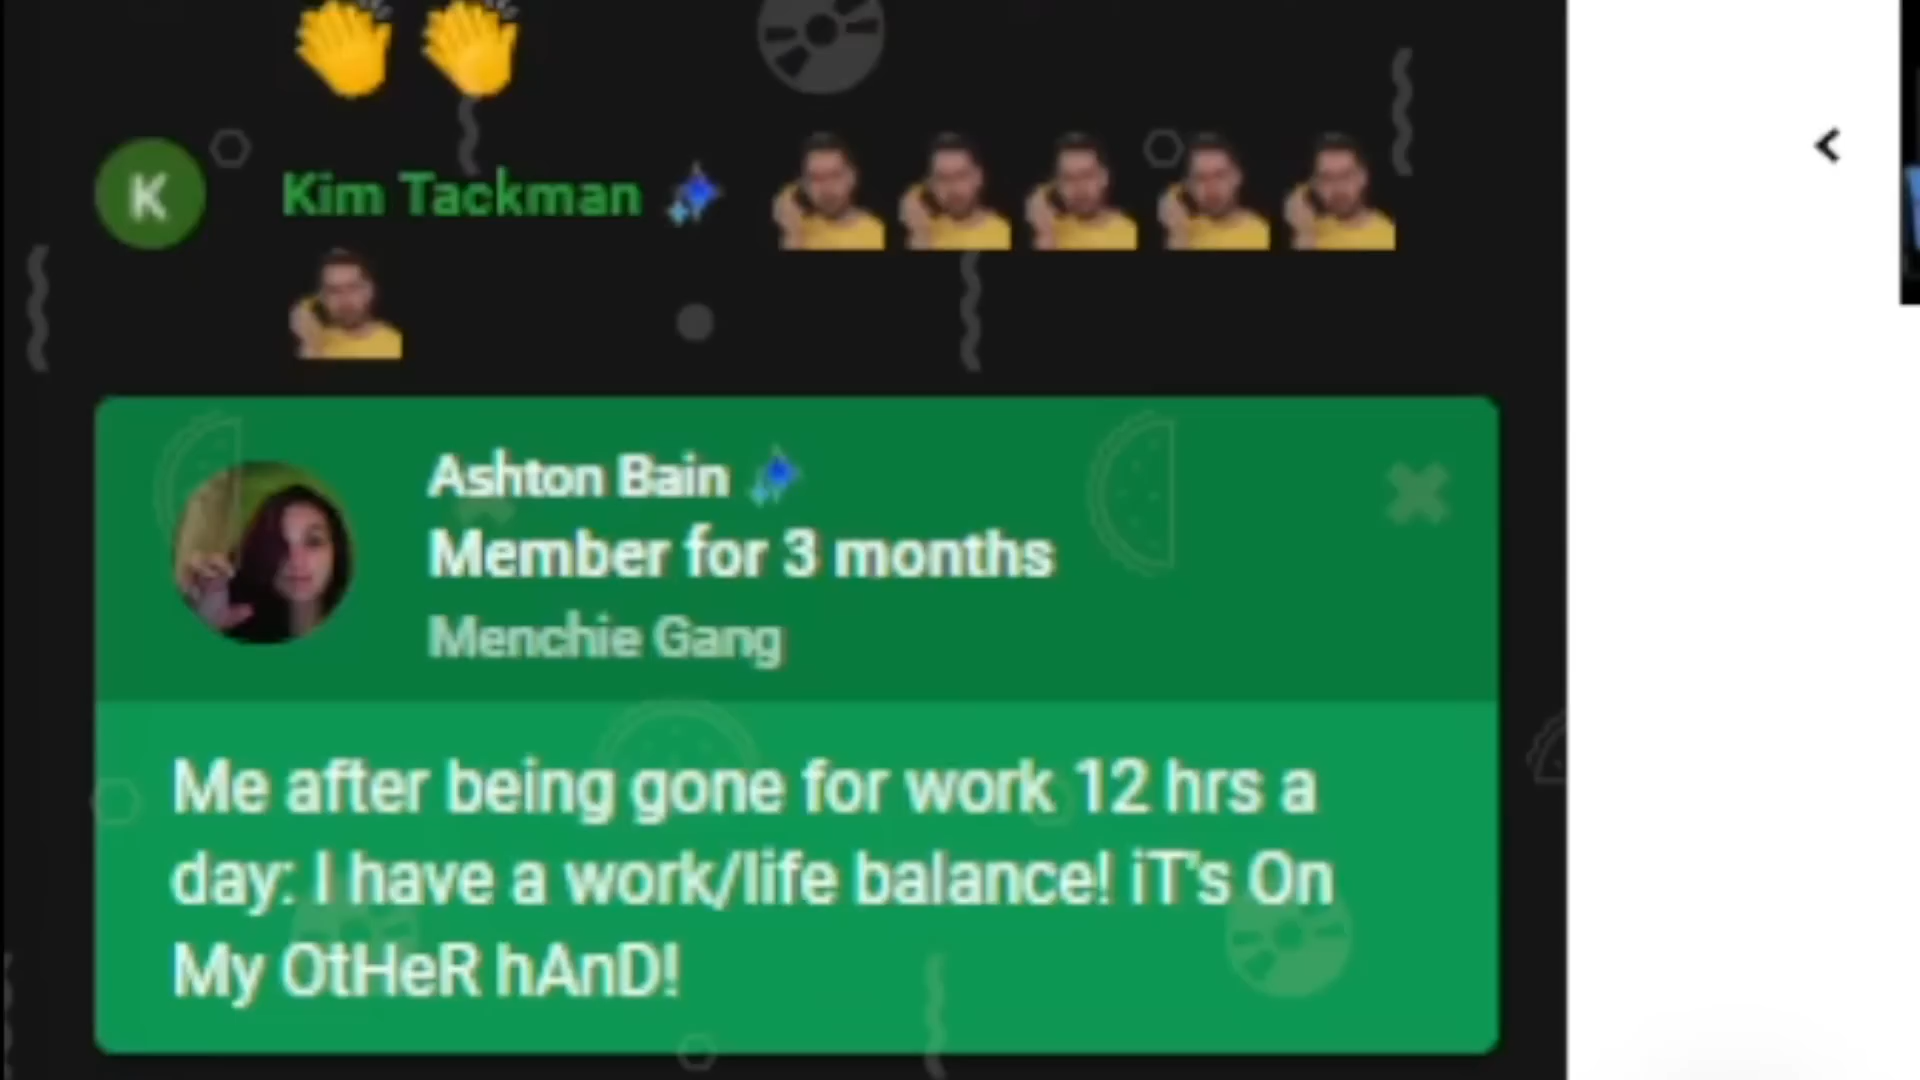 K
Kim Tackman
Ashton Bain
Member for 3 months
Menchie Gang
Me after being gone for work 12 hrs a
day: I have a work/life balance! iT's On
My OtHeR hAnD!